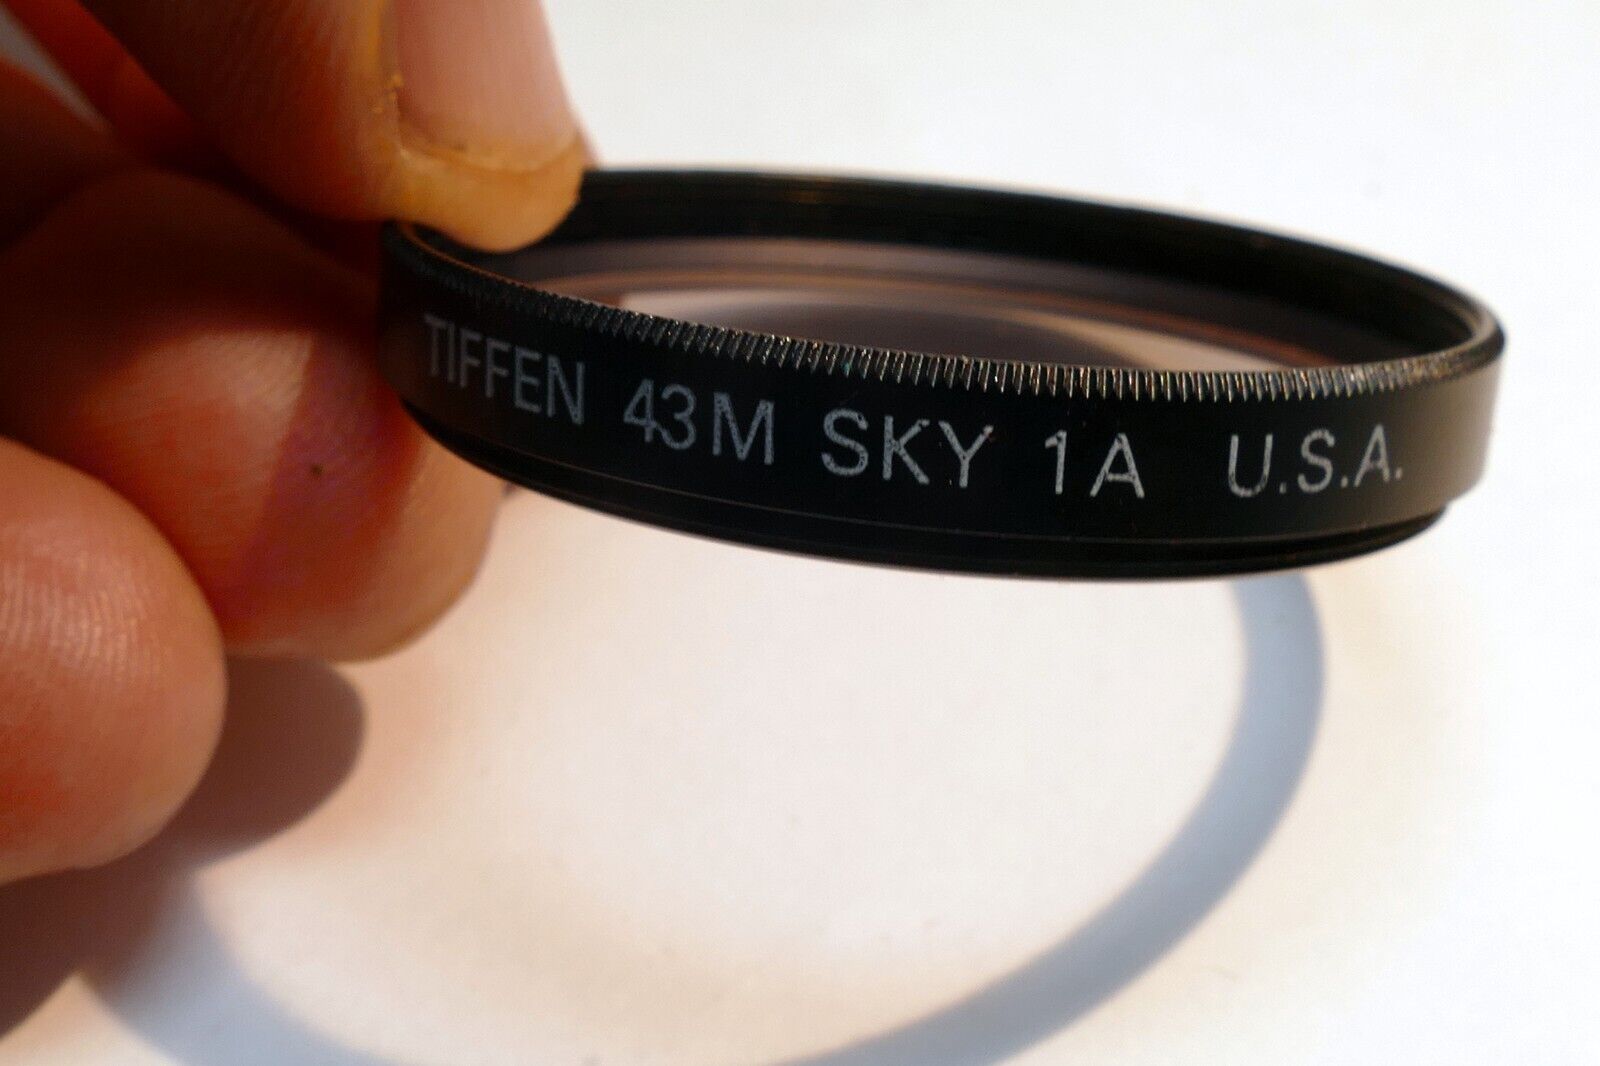 TIFFEN 43M SKY 1A U.S.A.